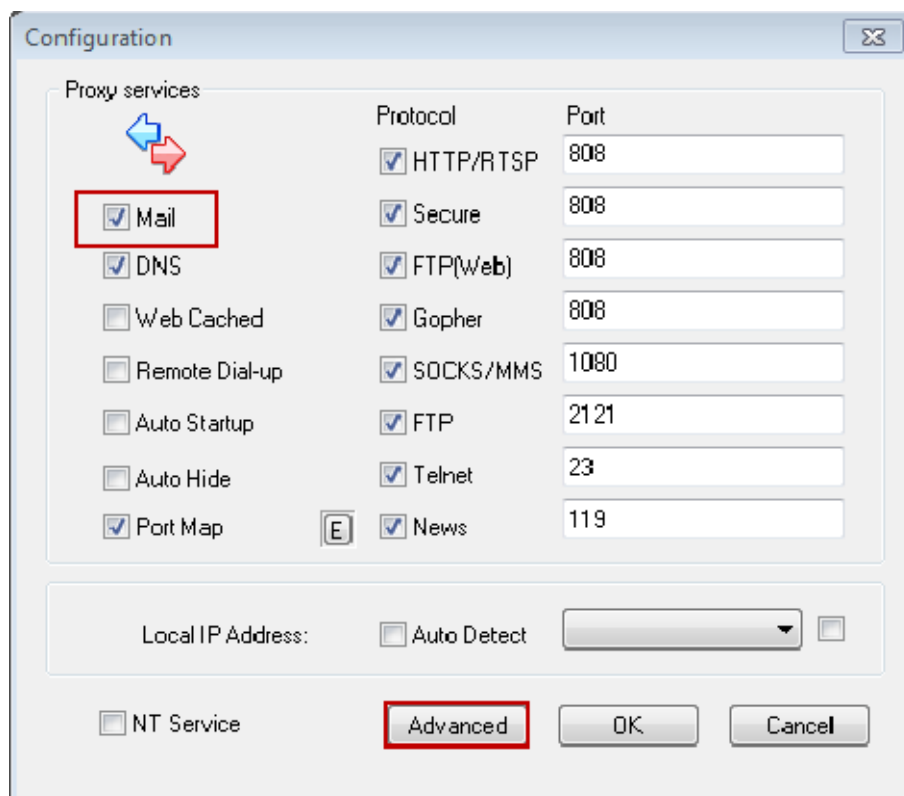 Configuration
Proxy services
Protocol Port
HTTP/RTSP 808
Mail Secure 808
DNS FTP(Web) 808
Web Cached Gopher 808
Remote Dial-up SOCKS/MMS 1080
Auto Startup FTP 2121
Auto Hide Telnet 23
Port Map E News 119
Local IP Address: Auto Detect
NT Service Advanced OK Cancel